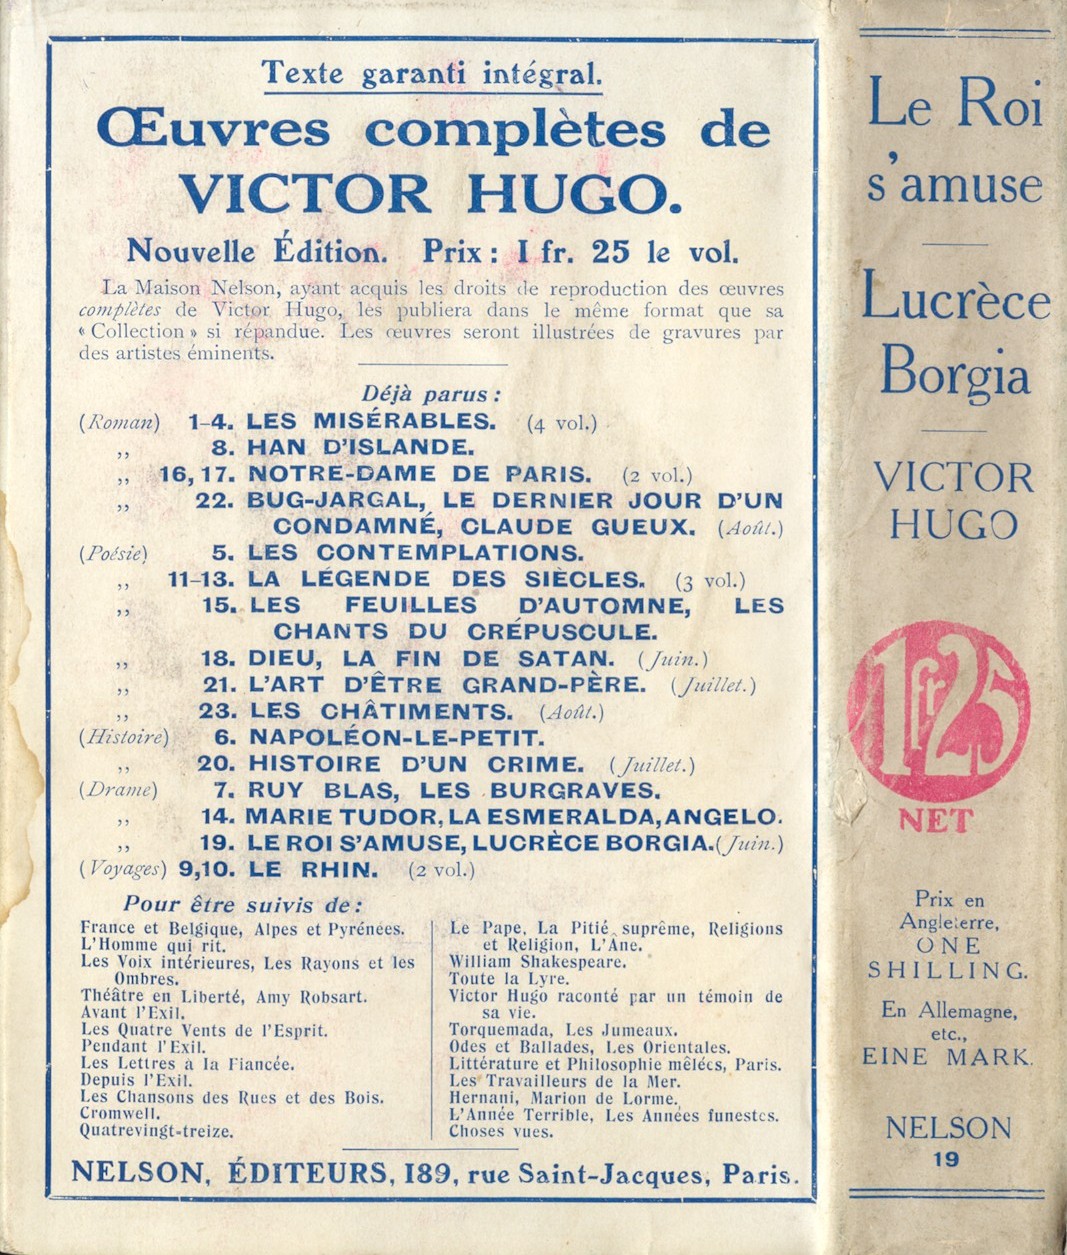 Texte garanti intégral.
Œuvres complètes de
VICTOR HUGO.
Nouvelle Édition. Prix : 1 fr. 25 le vol.
La Maison Nelson, ayant acquis les droits de reproduction des œuvres
complètes de Victor Hugo, les publiera dans le même format que sa
« Collection » si répandue. Les œuvres seront illustrées de gravures par
des artistes éminents.
Déjà parus :
(Roman) 1-4. LES MISÉRABLES. (4 vol.)
,, 8. HAN D'ISLANDE.
,, 16, 17. NOTRE-DAME DE PARIS. (2 vol.)
,, 22. BUG-JARGAL, LE DERNIER JOUR D'UN
CONDAMNÉ, CLAUDE GUEUX. (Août.)
(Poésie) 5. LES CONTEMPLATIONS.
,, 11-13. LA LÉGENDE DES SIÈCLES. (3 vol.)
,, 15. LES FEUILLES D'AUTOMNE, LES
CHANTS DU CRÉPUSCULE.
,, 18. DIEU, LA FIN DE SATAN. (Juin.)
,, 21. L'ART D'ÊTRE GRAND-PÈRE. (Juillet.)
,, 23. LES CHÂTIMENTS. (Août.)
(Histoire) 6. NAPOLÉON-LE-PETIT.
,, 20. HISTOIRE D'UN CRIME. (Juillet.)
(Drame) 7. RUY BLAS, LES BURGRAVES.
,, 14. MARIE TUDOR, LA ESMERALDA, ANGELO.
,, 19. LE ROI S'AMUSE, LUCRÈCE BORGIA. (Juin.)
(Voyages) 9, 10. LE RHIN. (2 vol.)
Pour être suivis de :
France et Belgique, Alpes et Pyrénées.
L'Homme qui rit.
Les Voix intérieures, Les Rayons et les
Ombres.
Théâtre en Liberté, Amy Robsart.
Avant l'Exil.
Les Quatre Vents de l'Esprit.
Pendant l'Exil.
Les Lettres à la Fiancée.
Depuis l'Exil.
Les Chansons des Rues et des Bois.
Cromwell.
Quatrevingt-treize.
Le Pape, La Pitié suprême, Religions
et Religion, L'Âne.
William Shakespeare.
Toute la Lyre.
Victor Hugo raconté par un témoin de
sa vie.
Torquemada, Les Jumeaux.
Odes et Ballades, Les Orientales.
Littérature et Philosophie mêlées, Paris.
Les Travailleurs de la Mer.
Hernani, Marion de Lorme.
L'Année Terrible, Les Années funestes.
Choses vues.
NELSON, ÉDITEURS, 189, rue Saint-Jacques, Paris.
Le Roi
s'amuse
Lucrèce
Borgia
VICTOR
HUGO
1fr25
NET
Prix en
Angleterre,
ONE
SHILLING.
En Allemagne,
etc.,
EINE MARK.
NELSON
19